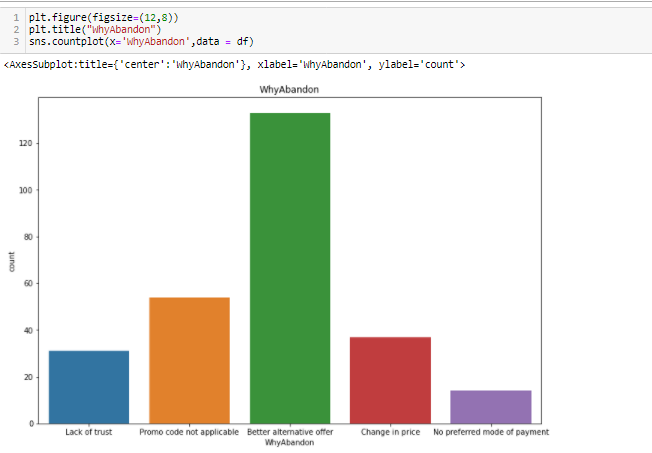 1 plt.figure(figsize=(12,8))
2 plt.title("WhyAbandon")
3 sns.countplot(x='WhyAbandon',data = df)
<AxesSubplot:title={'center':'WhyAbandon'}, xlabel='WhyAbandon', ylabel='count'>
WhyAbandon
120
100
80
60
40
20
0
count
Lack of trust Promo code not applicable Better alternative offer Change in price No preferred mode of payment
WhyAbandon